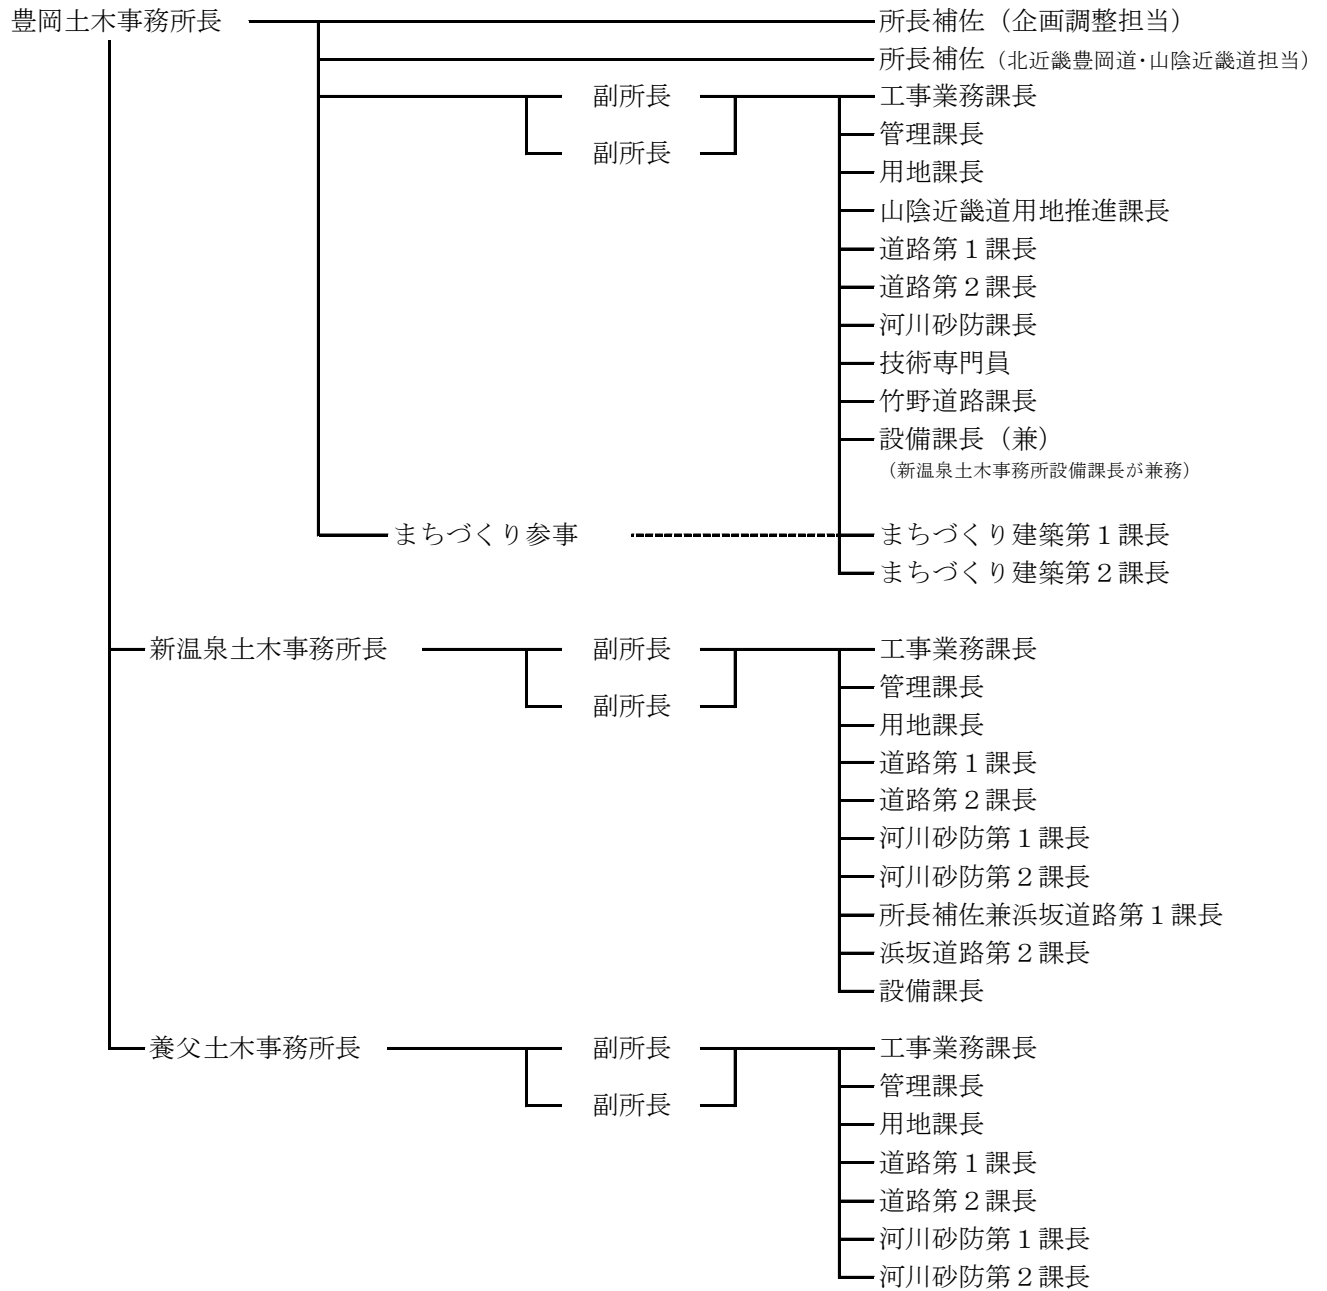 豊岡土木事務所長
所長補佐（企画調整担当）
所長補佐（北近畿豊岡道・山陰近畿道担当）
副所長
工事業務課長
管理課長
副所長
用地課長
山陰近畿道用地推進課長
道路第１課長
道路第２課長
河川砂防課長
技術専門員
竹野道路課長
設備課長（兼）
（新温泉土木事務所設備課長が兼務）
まちづくり参事
まちづくり建築第１課長
まちづくり建築第２課長
新温泉土木事務所長
副所長
工事業務課長
管理課長
副所長
用地課長
道路第１課長
道路第２課長
河川砂防第１課長
河川砂防第２課長
所長補佐兼浜坂道路第１課長
浜坂道路第２課長
設備課長
養父土木事務所長
副所長
工事業務課長
管理課長
副所長
用地課長
道路第１課長
道路第２課長
河川砂防第１課長
河川砂防第２課長